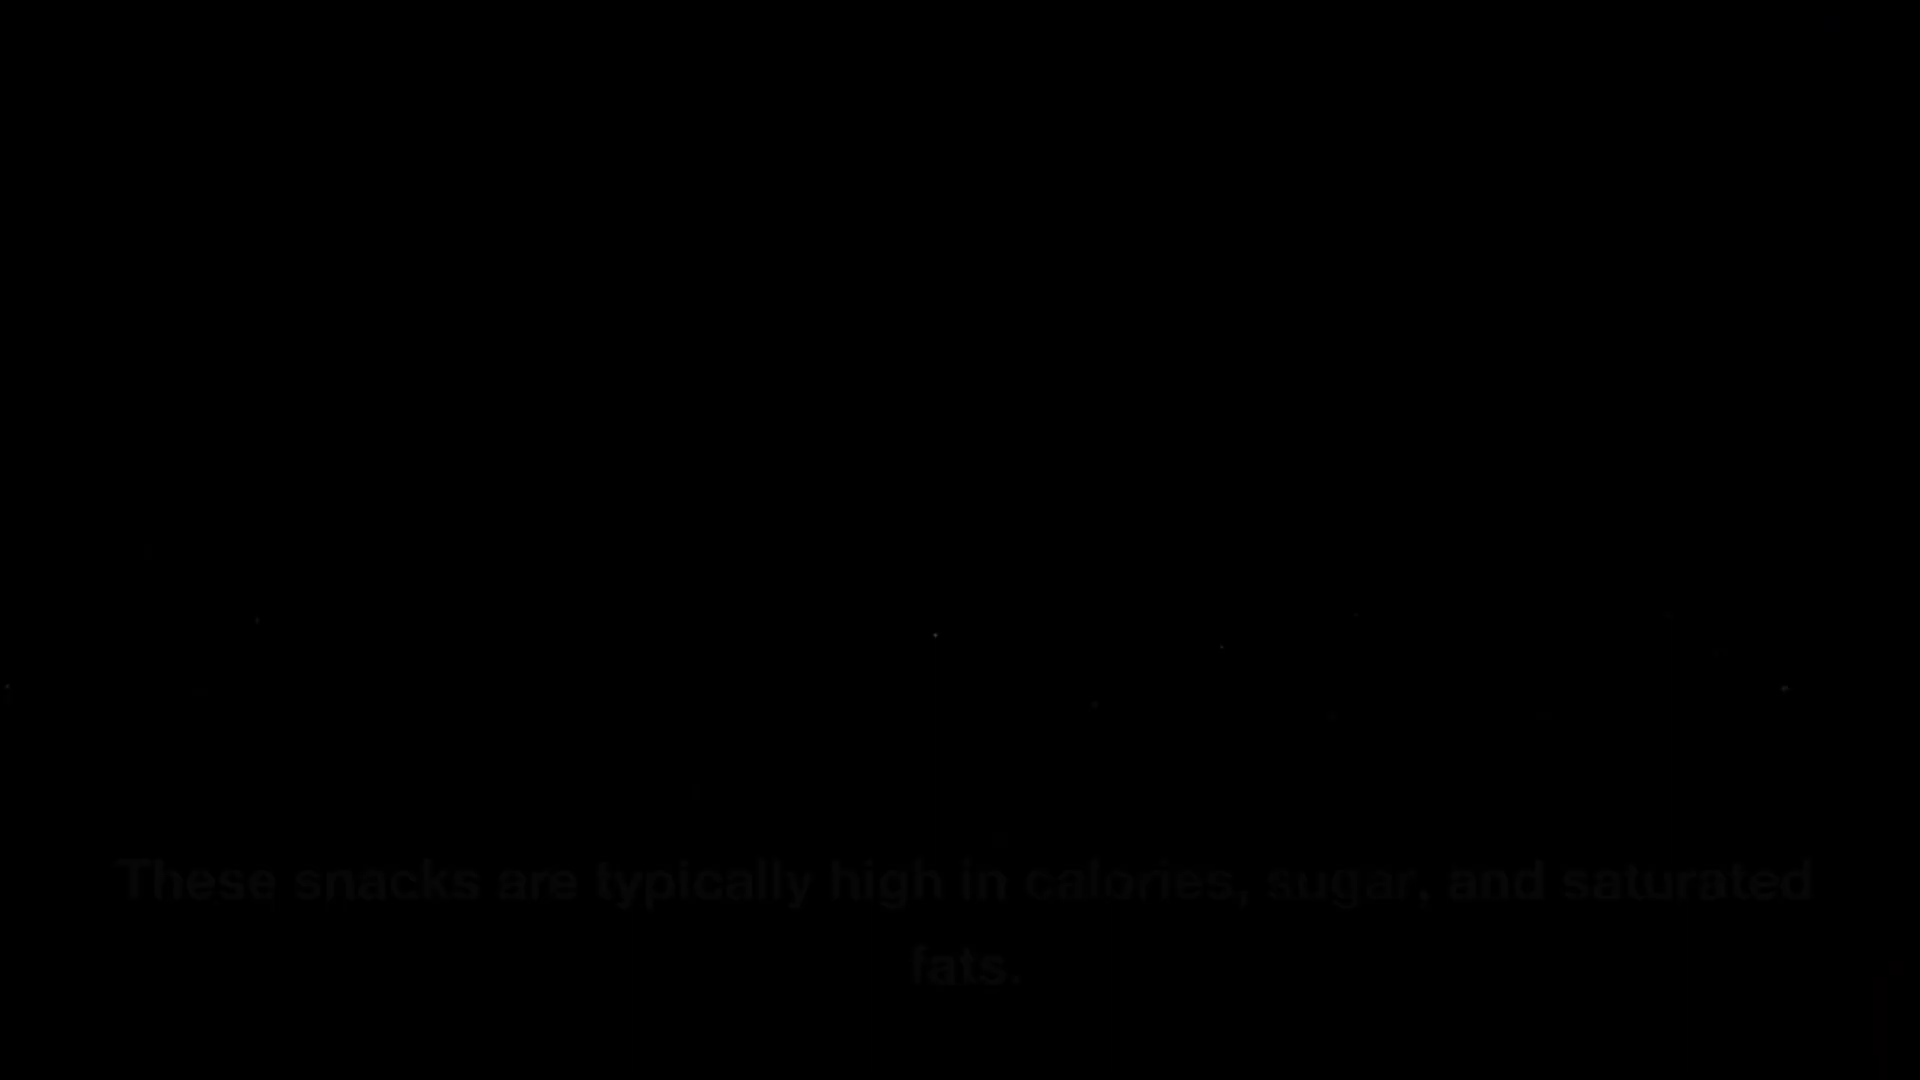 These snacks are typically high in calories, sugar, and saturated
fats.